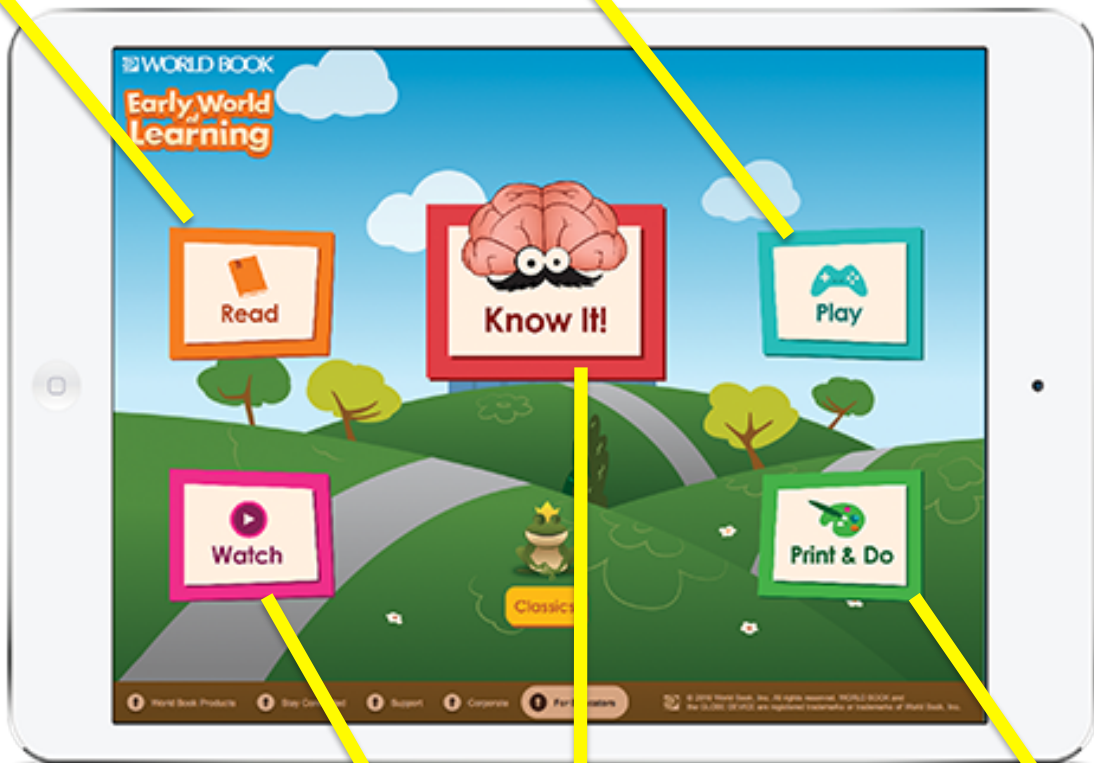 WORLD BOOK
Early World
of
Learning
Know It!
Read
Play
Watch
Print & Do
Classics
World Book Products
Support
Corporate